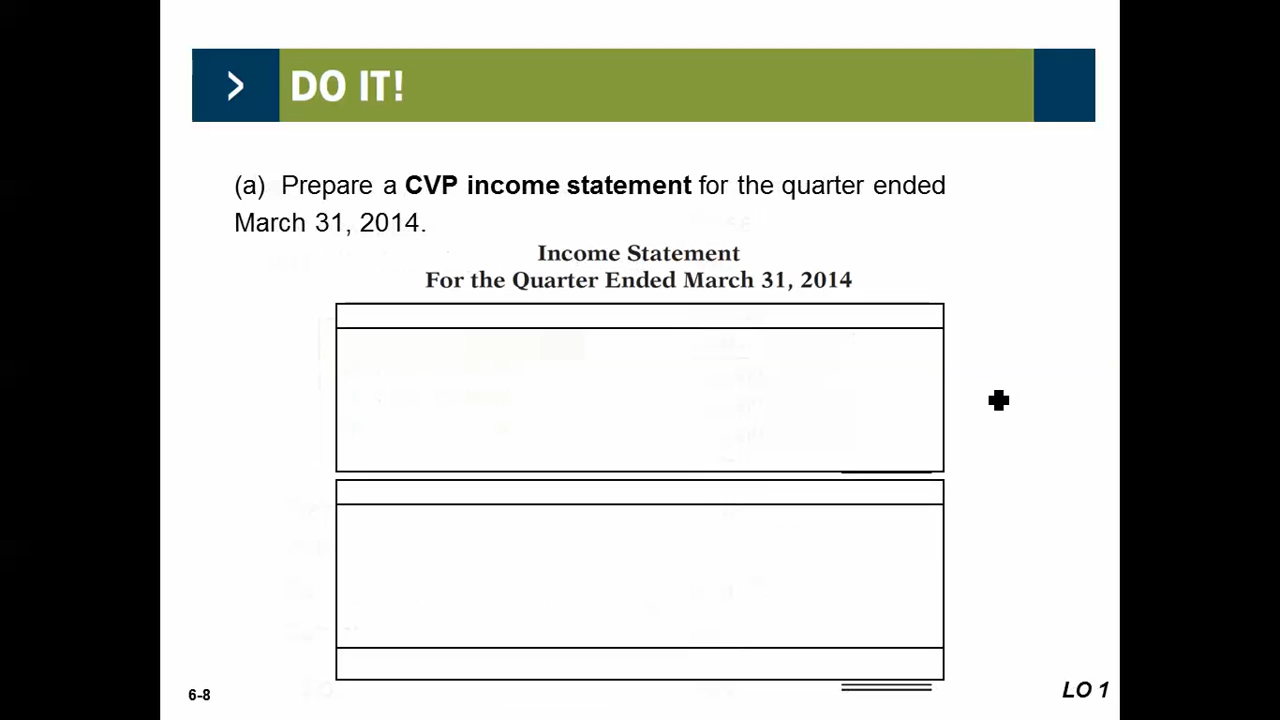 > DO IT!
(a) Prepare a CVP income statement for the quarter ended
March 31, 2014.
Income Statement
For the Quarter Ended March 31, 2014
6-8
LO 1